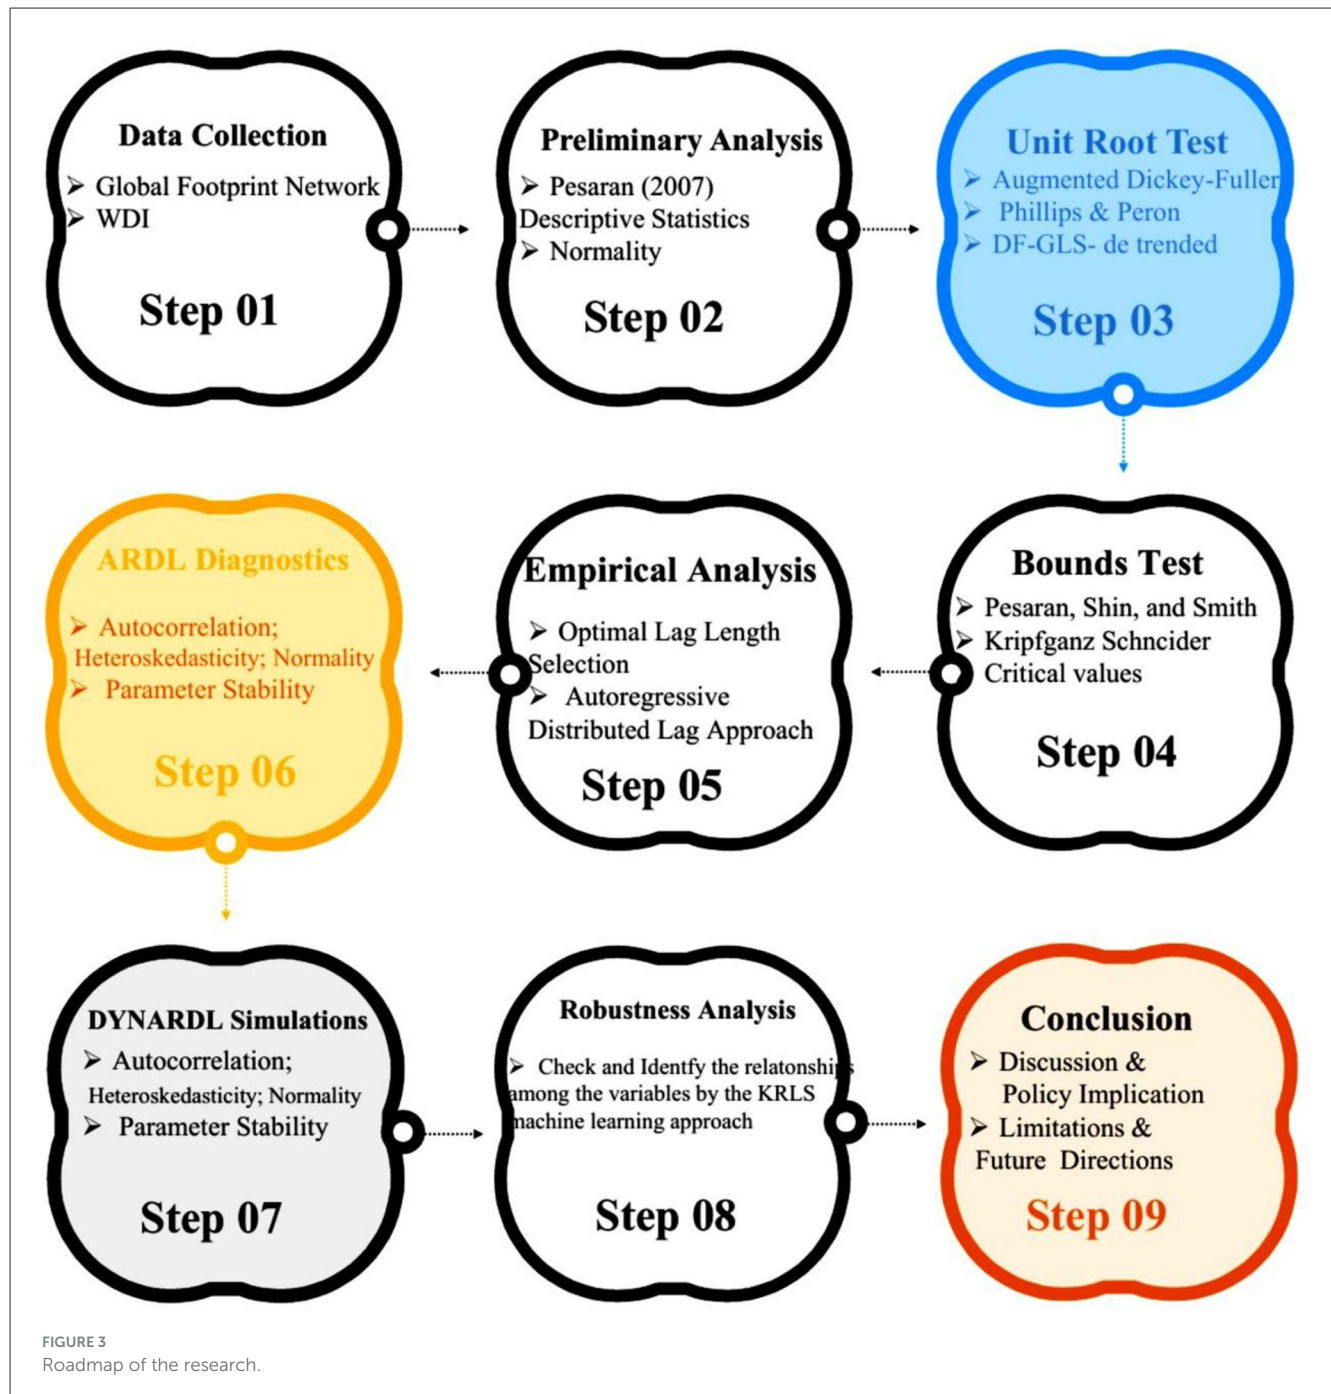 Data Collection
➢ Global Footprint Network
➢ WDI
Step 01
Preliminary Analysis
➢ Pesaran (2007)
Descriptive Statistics
➢ Normality
Step 02
Unit Root Test
➢ Augmented Dickey-Fuller
➢ Phillips & Peron
➢ DF-GLS- de trended
Step 03
Bounds Test
➢ Pesaran, Shin, and Smith
➢ Kripfganz Schncider
Critical values
Step 04
Empirical Analysis
➢ Optimal Lag Length
Selection
➢ Autoregressive
Distributed Lag Approach
Step 05
ARDL Diagnostics
➢ Autocorrelation;
Heteroskedasticity; Normality
➢ Parameter Stability
Step 06
DYNARDL Simulations
➢ Autocorrelation;
Heteroskedasticity; Normality
➢ Parameter Stability
Step 07
Robustness Analysis
➢ Check and Identfy the relatonships
among the variables by the KRLS
machine learning approach
Step 08
Conclusion
➢ Discussion &
Policy Implication
➢ Limitations &
Future Directions
Step 09
FIGURE 3
Roadmap of the research.